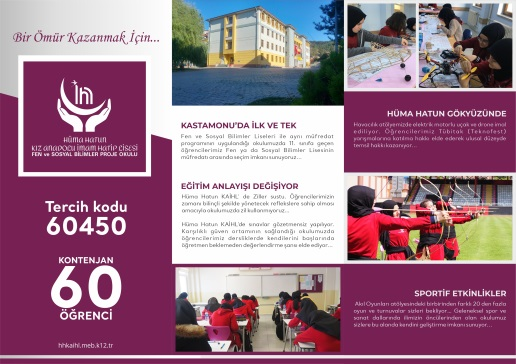 Bir Ömür Kazanmak İçin...
HÜMA HATUN
KIZ ANADOLU İMAM HATİP LİSESİ
FEN ve SOSYAL BİLİMLER PROJE OKULU
Tercih kodu
60450
KONTENJAN
60
ÖĞRENCİ
hhkaihl.meb.k12.tr
KASTAMONU'DA İLK VE TEK
Fen ve Sosyal Bilimler Liseleri ile aynı müfredat
programının uygulandığı okulumuzda 11. sınıfa geçen
öğrencilerimiz Fen ya da Sosyal Bilimler Lisesinin
müfredatı arasında seçim imkanı sunuyoruz...
EĞİTİM ANLAYIŞI DEĞİŞİYOR
Hüma Hatun KAİHL' de Ziller sustu. Öğrencilerimizin
zamanı bilinçli şekilde yönetecek reflekslere sahip olması
amacıyla okulumuzda zil kullanmıyoruz...
Hüma Hatun KAİHL'de sınavlar gözetmensiz yapılıyor.
Karşılıklı güven ortamının sağlandığı okulumuzda
öğrencilerimiz dersliklerde kendilerini başlarında
öğretmen beklemeden değerlendirme şansı elde ediyor...
HÜMA HATUN GÖKYÜZÜNDE
Havacılık atölyemizde elektrik motorlu uçak ve drone imal
ediliyor. Öğrencilerimiz Tübitak (Teknofest)
yarışmalarına katılma hakkı elde ederek ulusal düzeyde
temsil hakkı kazanıyor...
SPORTİF ETKİNLİKLER
Akıl Oyunları atölyesindeki birbirinden farklı 20 den fazla
oyun ve turnuvalar sizleri bekliyor... Geleneksel spor ve
sanat dallarında ilimizin öncülerinden olan okulumuz
sizlere bu alanda kendini geliştirme imkanı sunuyor...